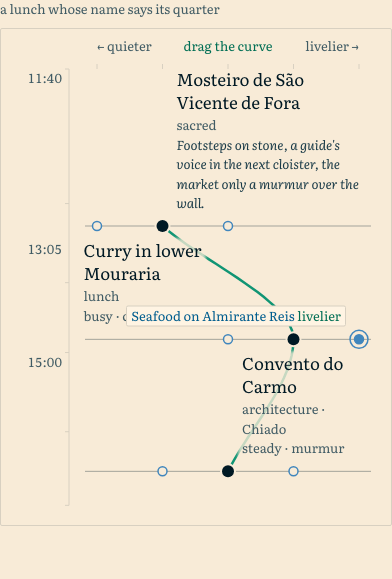 a lunch whose name says its quarter
← quieter drag the curve livelier →
11:40
Mosteiro de São
Vicente de Fora
sacred
Footsteps on stone, a guide's
voice in the next cloister, the
market only a murmur over the
wall.
13:05
Curry in lower
Mouraria
lunch
busy ·
Seafood on Almirante Reis livelier
15:00
Convento do
Carmo
architecture ·
Chiado
steady · murmur